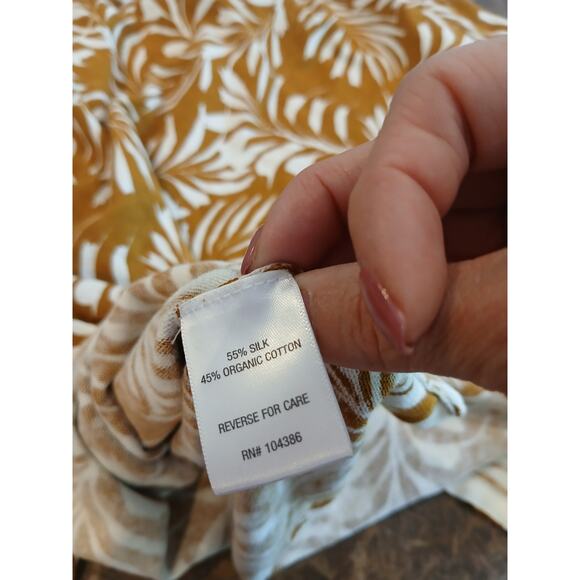 55% SILK
45% ORGANIC COTTON
REVERSE FOR CARE
RN# 104386